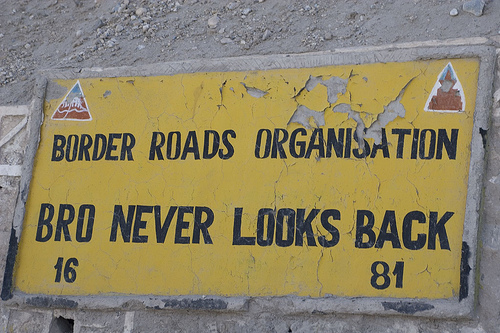 BORDER ROADS ORGANISATION
BRO NEVER LOOKS BACK
16 81